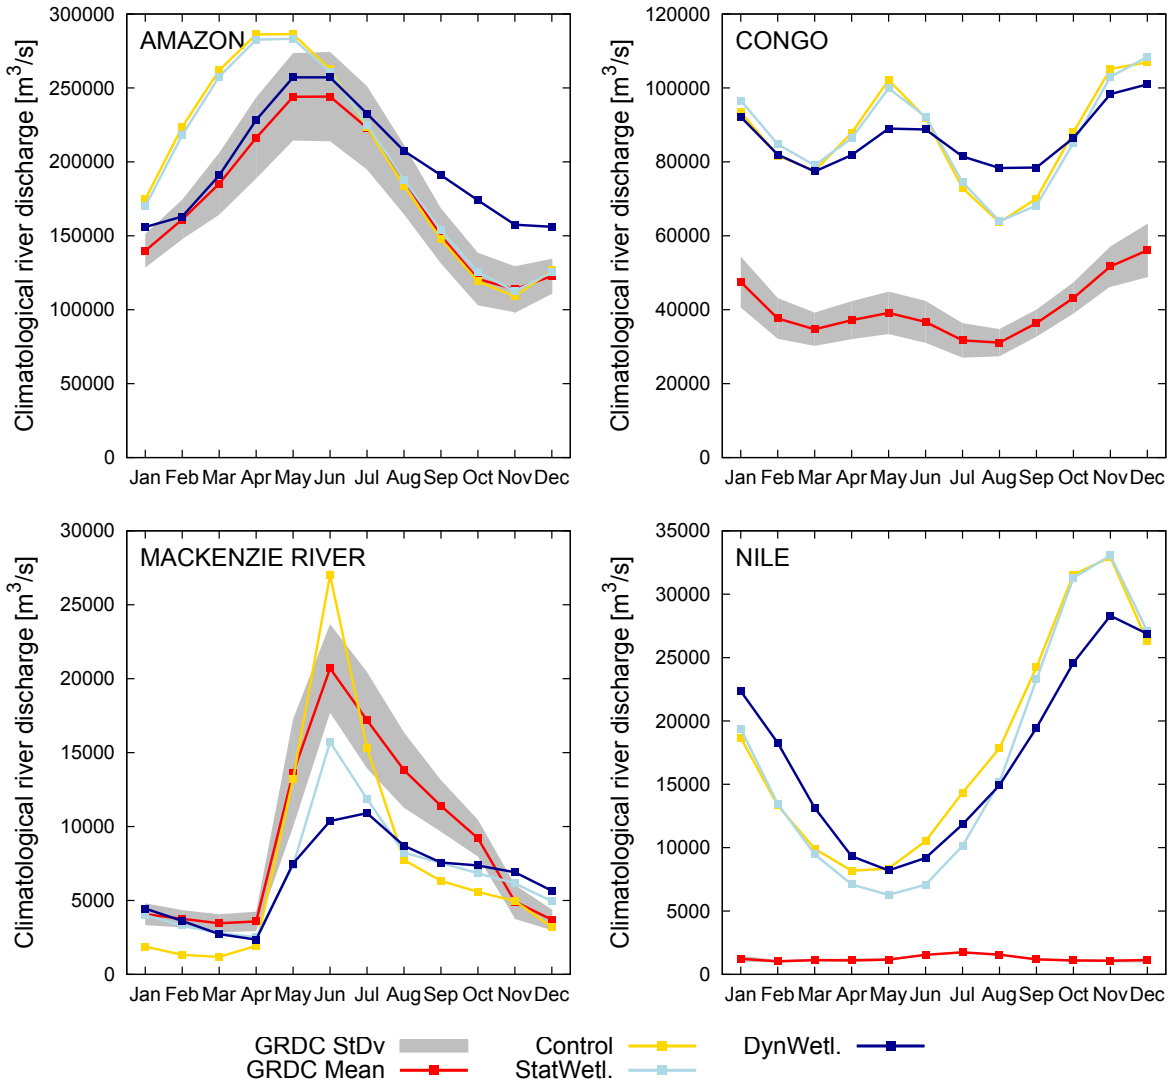 AMAZON
Climatological river discharge [m³/s]
300000
250000
200000
150000
100000
50000
0
Jan Feb Mar Apr May Jun Jul Aug Sep Oct Nov Dec
CONGO
Climatological river discharge [m³/s]
120000
100000
80000
60000
40000
20000
0
Jan Feb Mar Apr May Jun Jul Aug Sep Oct Nov Dec
MACKENZIE RIVER
Climatological river discharge [m³/s]
30000
25000
20000
15000
10000
5000
0
Jan Feb Mar Apr May Jun Jul Aug Sep Oct Nov Dec
NILE
Climatological river discharge [m³/s]
35000
30000
25000
20000
15000
10000
5000
0
Jan Feb Mar Apr May Jun Jul Aug Sep Oct Nov Dec
GRDC StDv Control DynWetl.
GRDC Mean StatWetl.